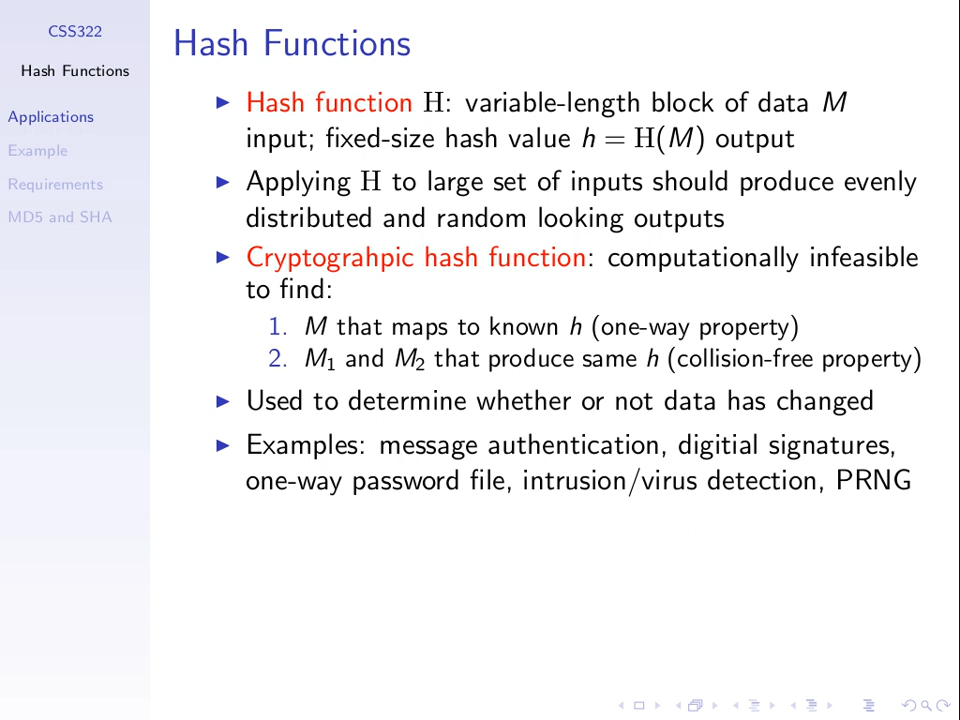 CSS322
Hash Functions
Applications
Example
Requirements
MD5 and SHA
Hash Functions
▶ Hash function H: variable-length block of data M
input; fixed-size hash value h = H(M) output
▶ Applying H to large set of inputs should produce evenly
distributed and random looking outputs
▶ Cryptograhpic hash function: computationally infeasible
to find:
1. M that maps to known h (one-way property)
2. M₁ and M₂ that produce same h (collision-free property)
▶ Used to determine whether or not data has changed
▶ Examples: message authentication, digitial signatures,
one-way password file, intrusion/virus detection, PRNG